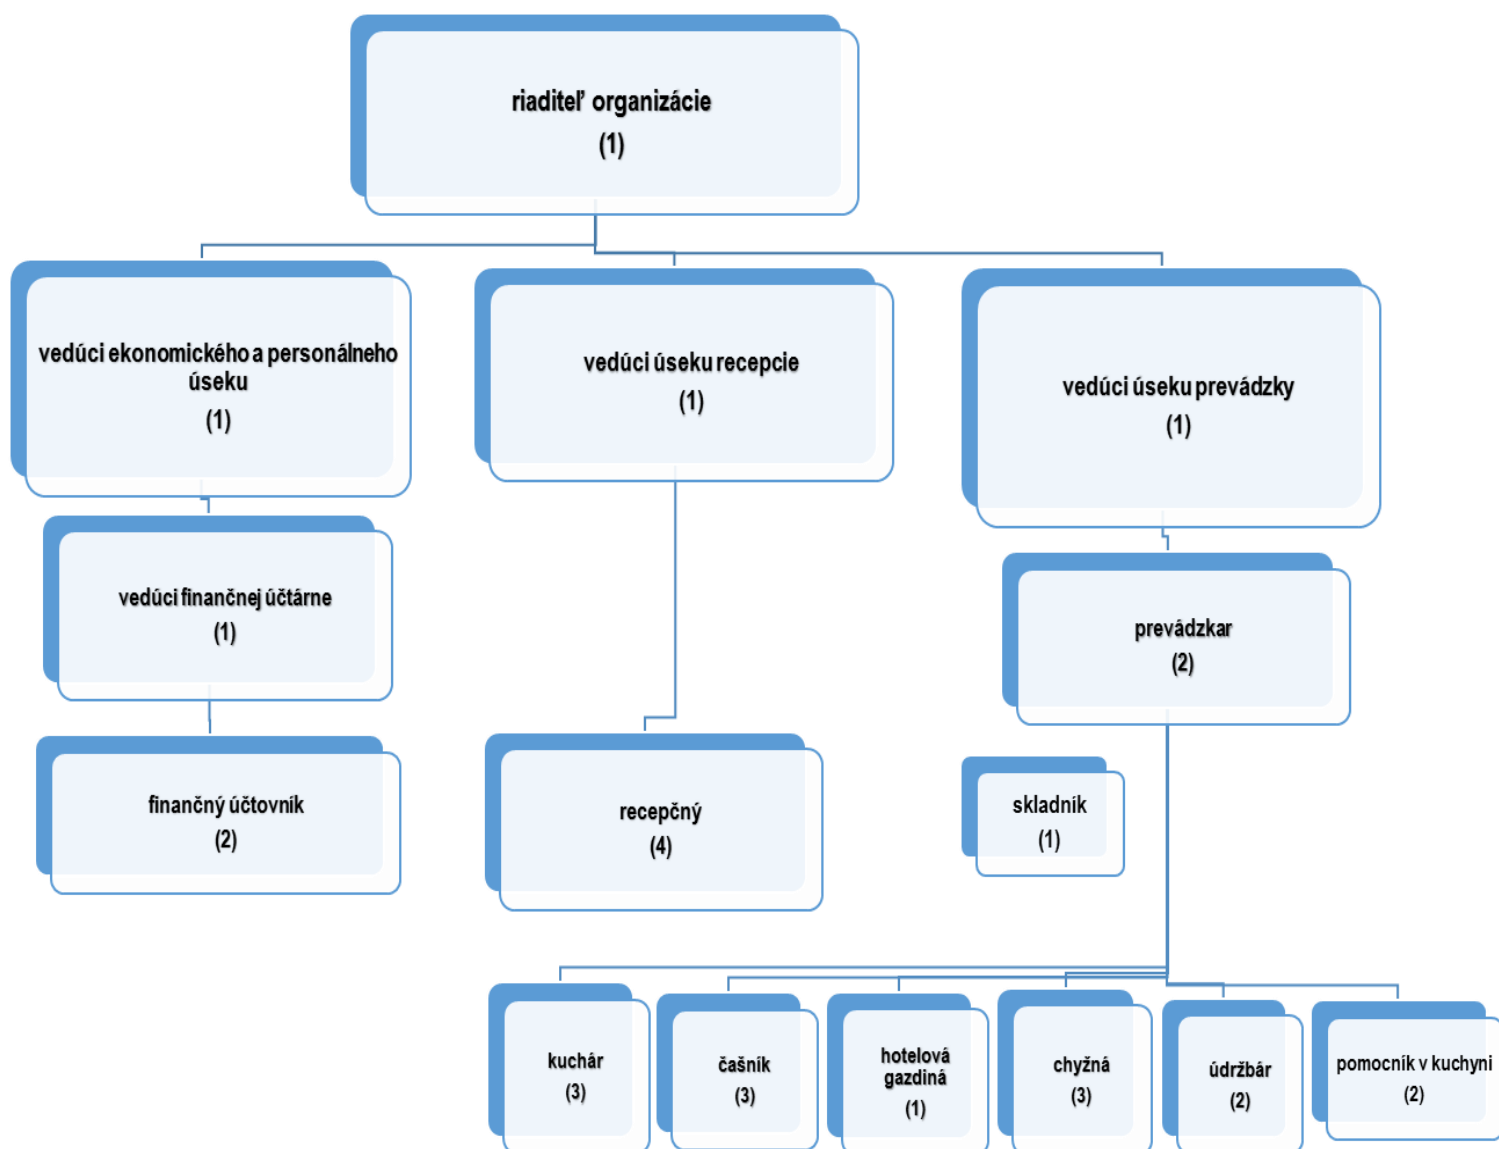 riaditeľ organizácie
(1)
vedúci ekonomického a personálneho
úseku
(1)
vedúci úseku recepcie
(1)
vedúci úseku prevádzky
(1)
vedúci finančnej účtárne
(1)
prevádzkar
(2)
finančný účtovník
(2)
recepčný
(4)
skladník
(1)
kuchár
(3)
čašník
(3)
hotelová
gazdiná
(1)
chyžná
(3)
údržbár
(2)
pomocník v kuchyni
(2)